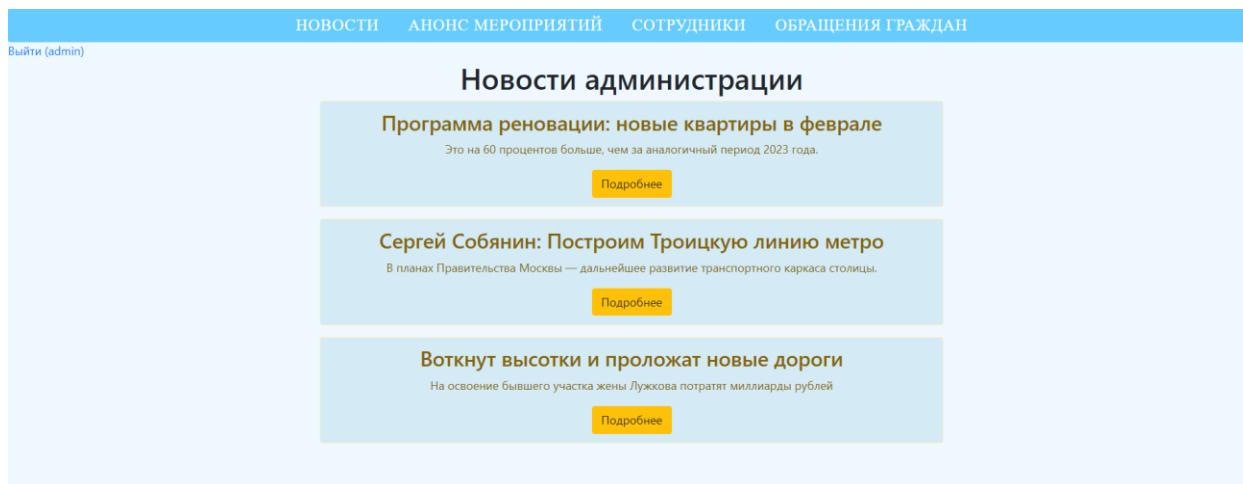 НОВОСТИ АНОНС МЕРОПРИЯТИЙ СОТРУДНИКИ ОБРАЩЕНИЯ ГРАЖДАН
Выйти (admin)
Новости администрации
Программа реновации: новые квартиры в феврале
Это на 60 процентов больше, чем за аналогичный период 2023 года.
Подробнее
Сергей Собянин: Построим Троицкую линию метро
В планах Правительства Москвы — дальнейшее развитие транспортного каркаса столицы.
Подробнее
Воткнут высотки и проложат новые дороги
На освоение бывшего участка жены Лужкова потратят миллиарды рублей
Подробнее